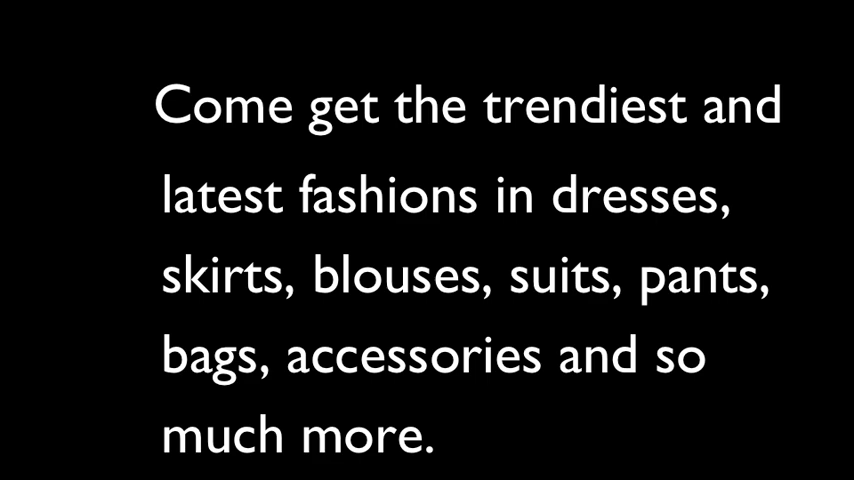 Come get the trendiest and
latest fashions in dresses,
skirts, blouses, suits, pants,
bags, accessories and so
much more.